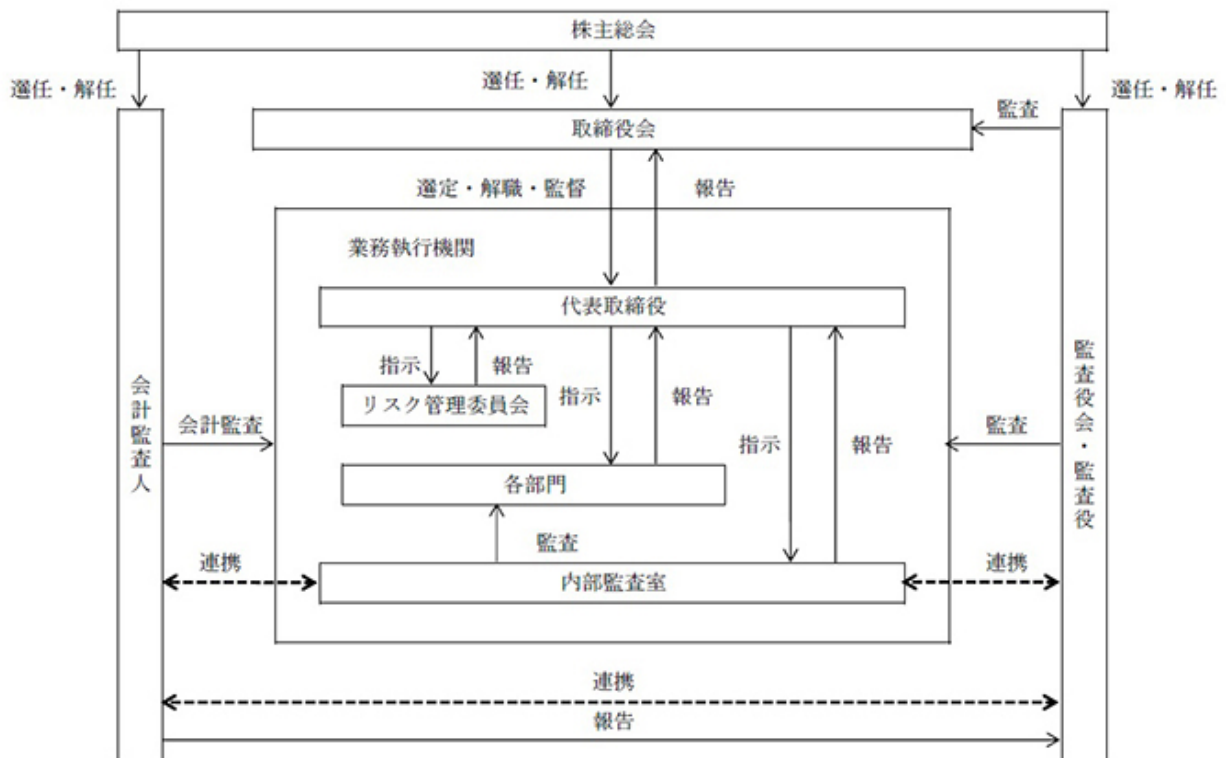 株主総会
選任・解任
選任・解任
選任・解任
取締役会
監査
選定・解職・監督
報告
業務執行機関
代表取締役
指示
報告
リスク管理委員会
指示
報告
指示
報告
会計監査人
会計監査
監査
監査役会・監査役
各部門
監査
連携
内部監査室
連携
連携
報告